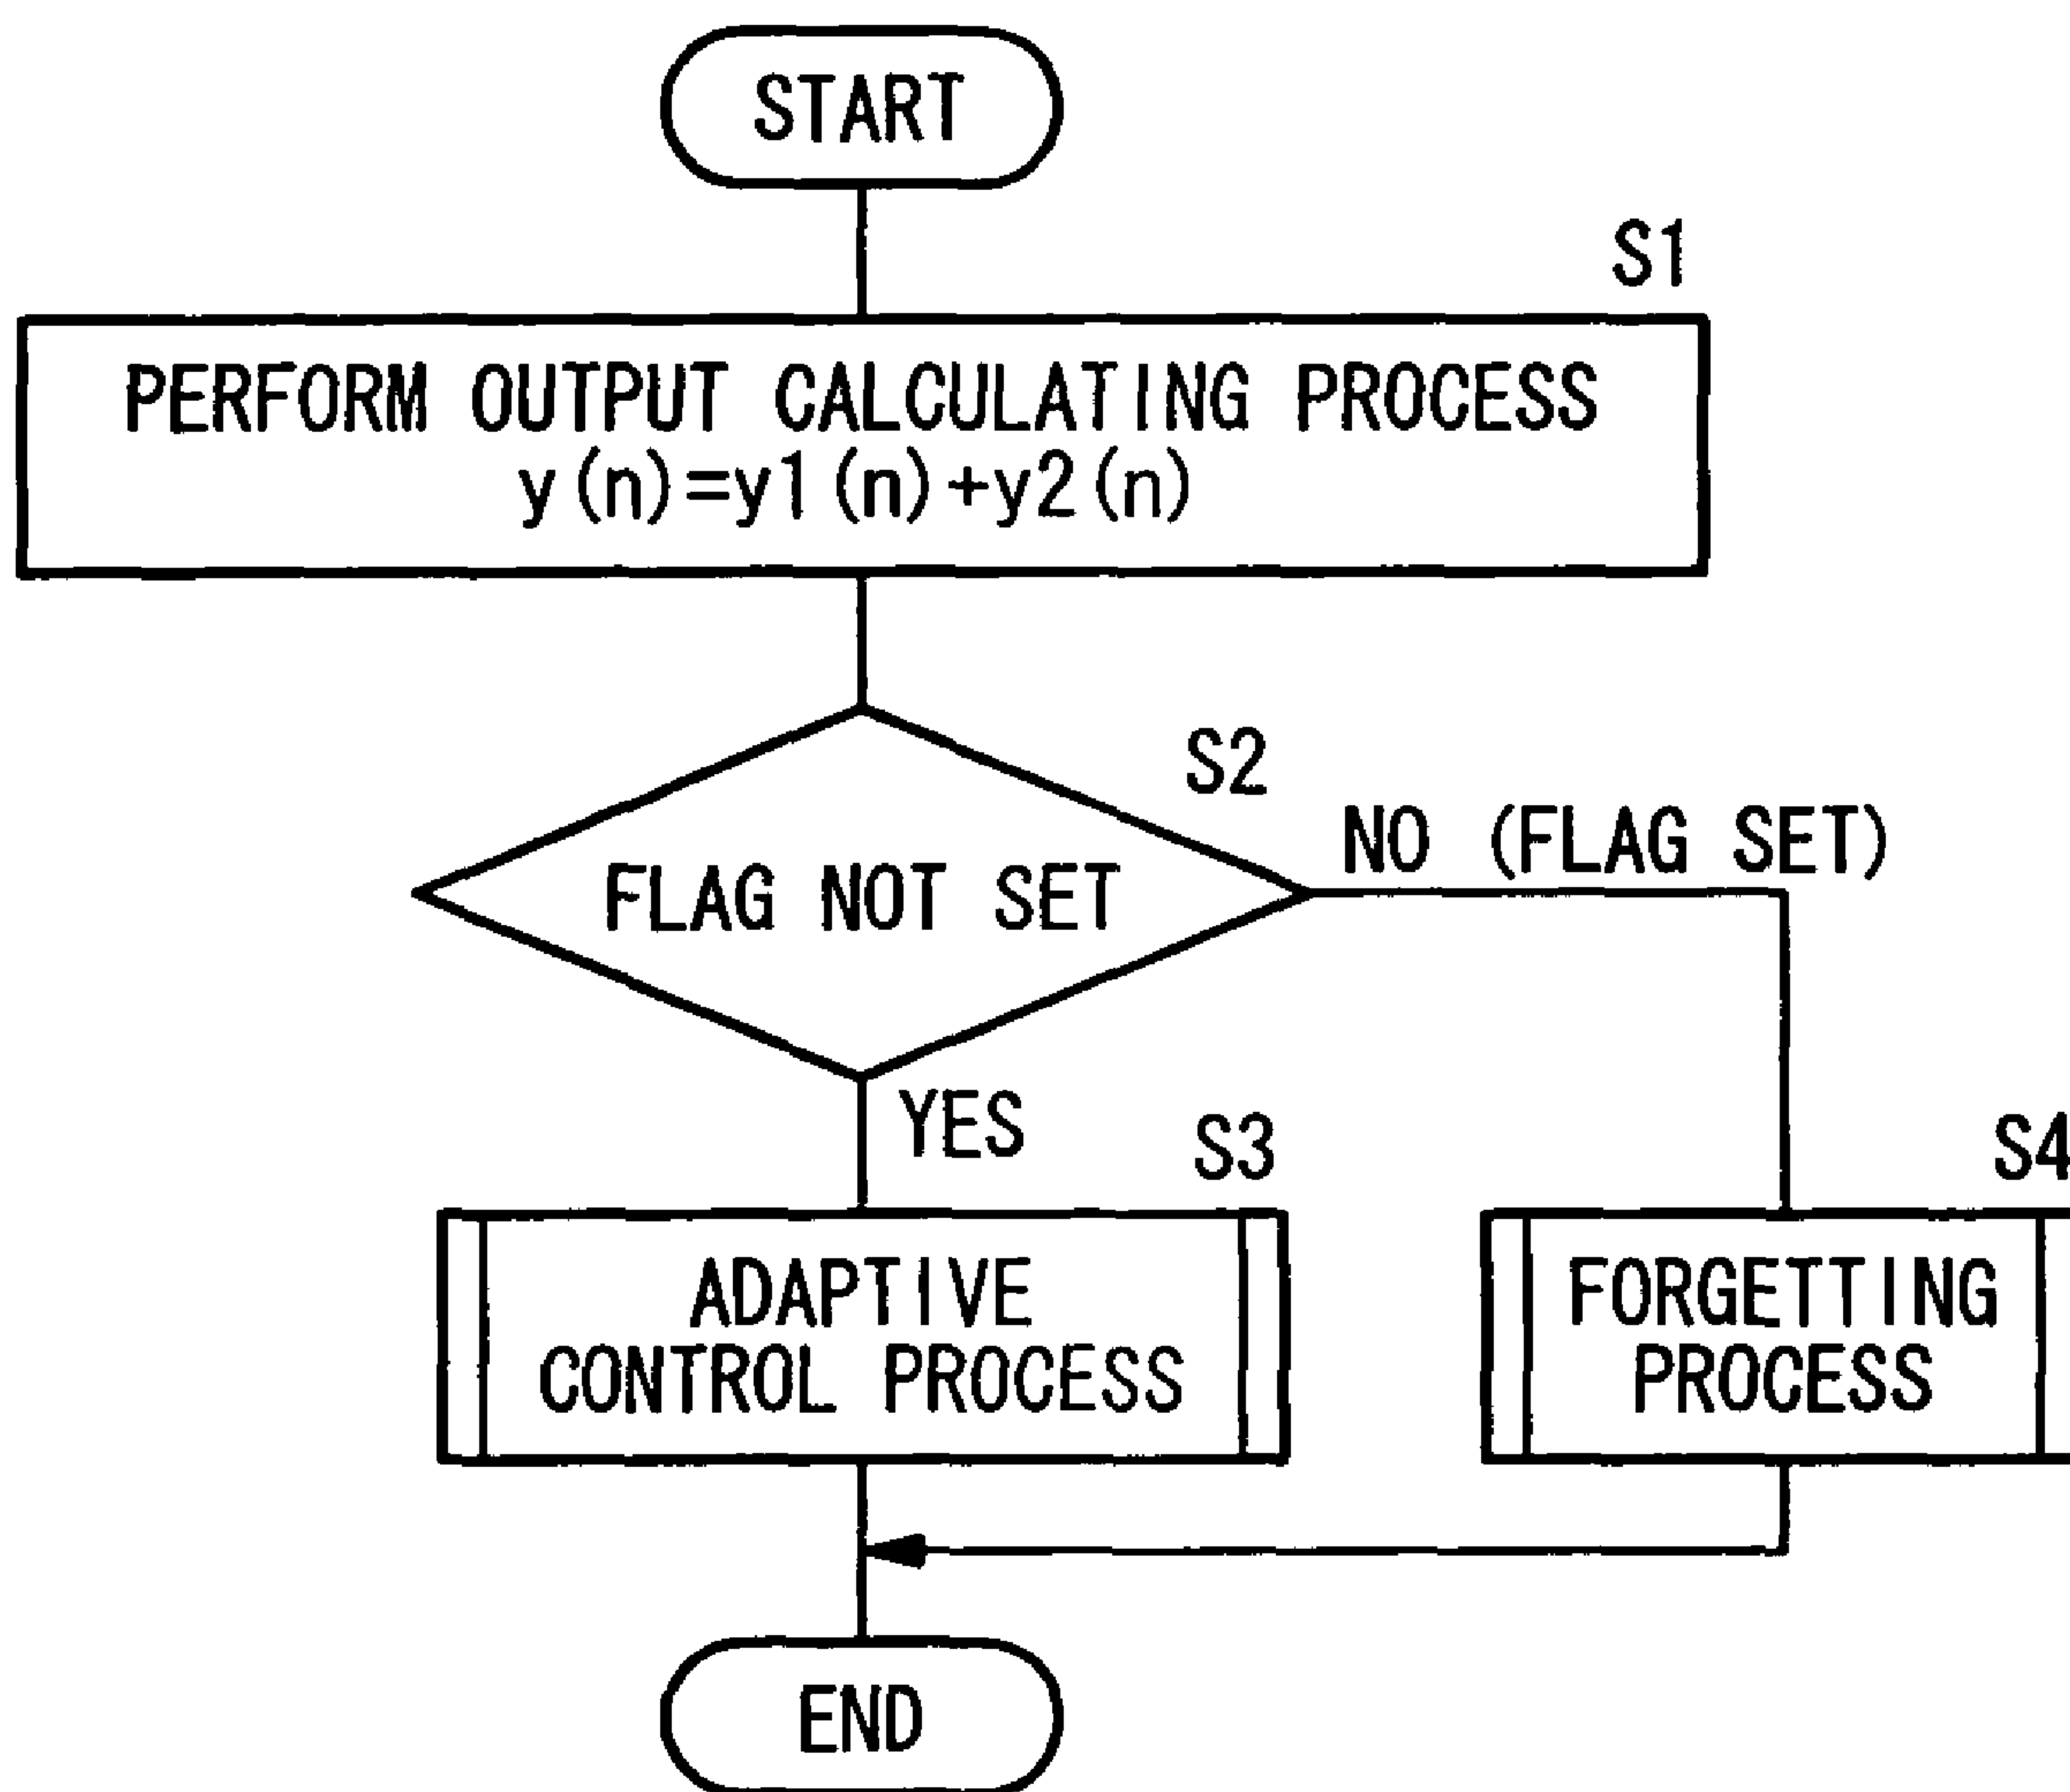 START
S1
PERFORM OUTPUT CALCULATING PROCESS
y(n)=y1(n)+y2(n)
S2
NO (FLAG SET)
FLAG NOT SET
YES
S3
S4
ADAPTIVE
CONTROL PROCESS
FORGETTING
PROCESS
END